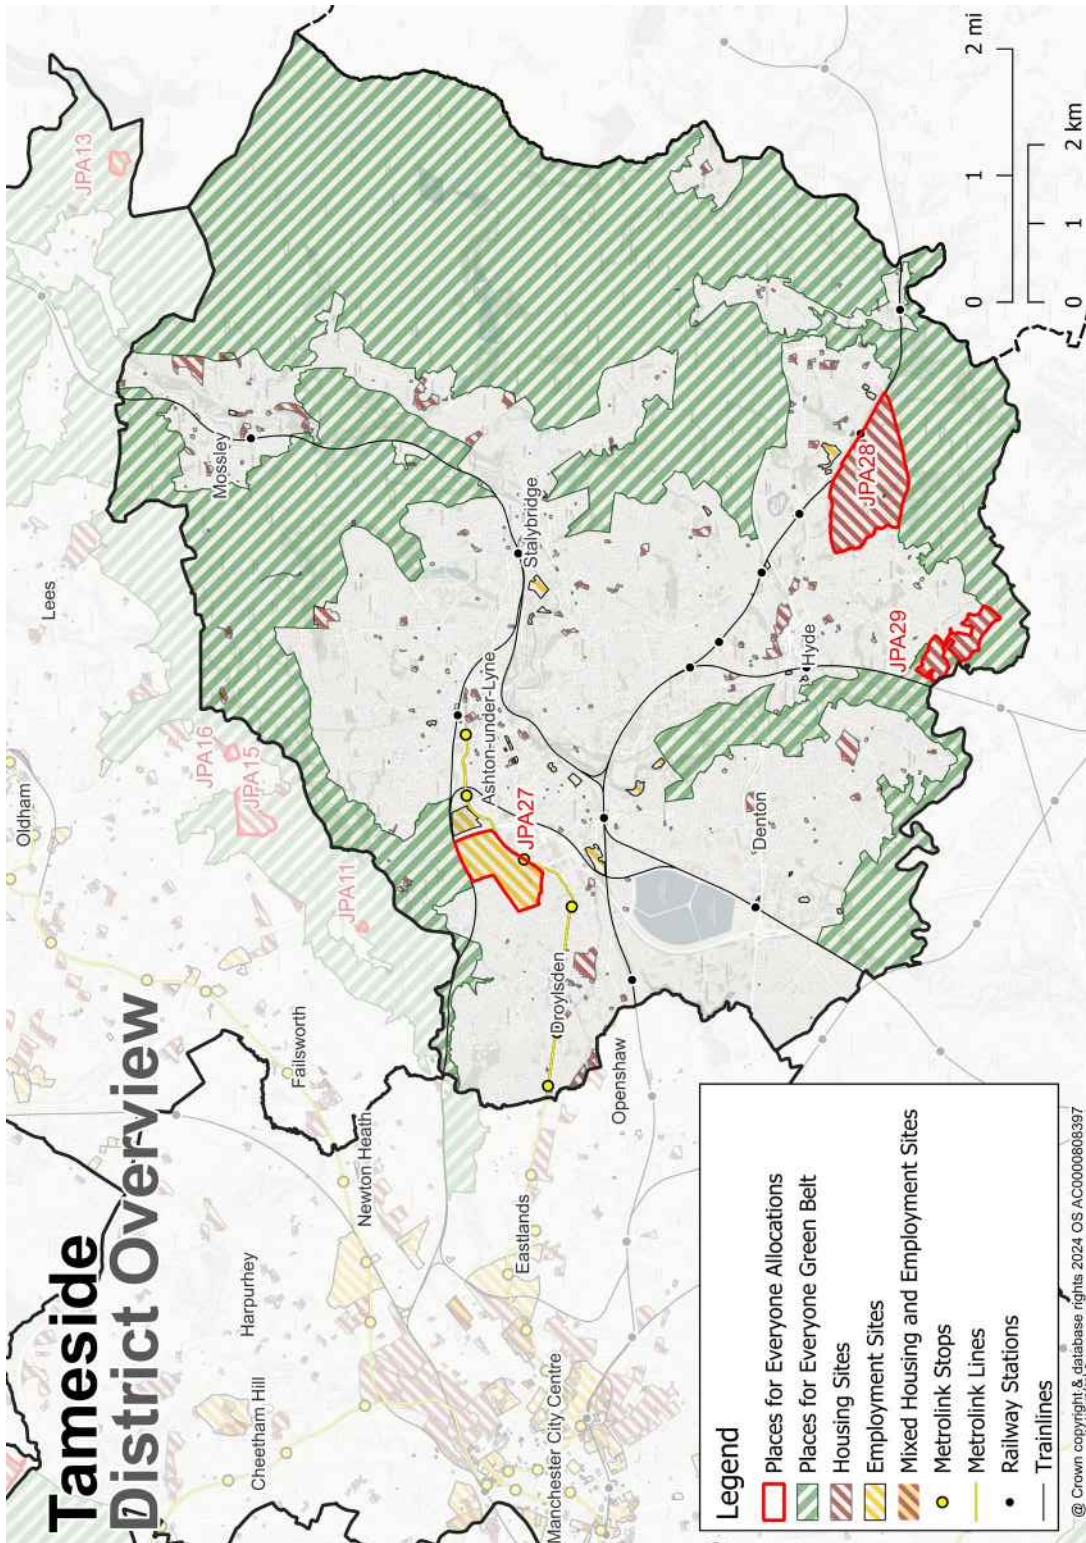 Tameside
District Overview
JPA13
Mossley
Lees
Oldham
JPA16
JPA15
JPA11
Failsworth
Newton Heath
Harpurhey
Cheetham Hill
Manchester City Centre
Eastlands
Openshaw
Droylsden
JPA27
Ashton-under-Lyne
Stalybridge
JPA28
JPA29
Hyde
Denton
Legend
Places for Everyone Allocations
Places for Everyone Green Belt
Housing Sites
Employment Sites
Mixed Housing and Employment Sites
Metrolink Stops
Metrolink Lines
Railway Stations
Trainlines
0 1 2 mi
0 1 2 km
@ Crown copyright & database rights 2024 OS AC0000808397